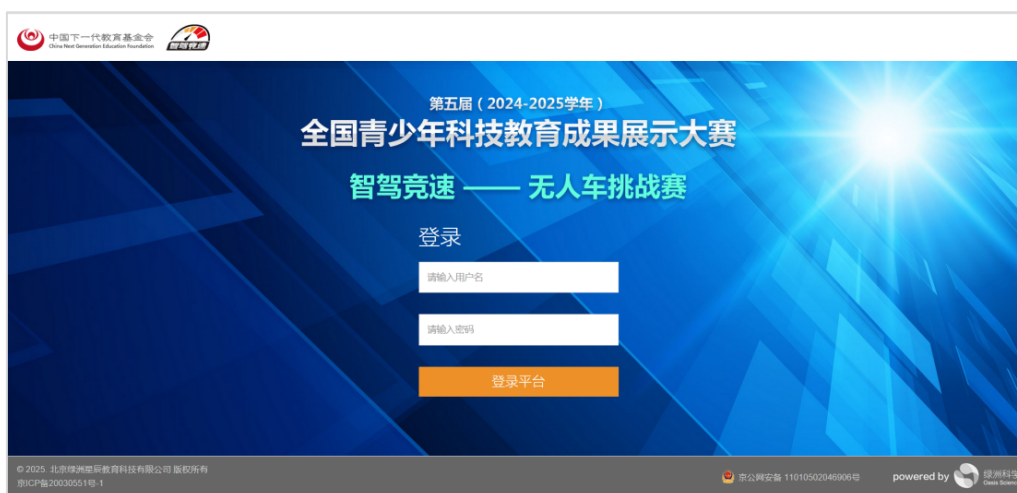 中国下一代教育基金会
China Next Generation Education Foundation
智驾竞速
第五届（2024-2025学年）
全国青少年科技教育成果展示大赛
智驾竞速 —— 无人车挑战赛
登录
请输入用户名
请输入密码
登录平台
© 2025 北京绿洲星辰教育科技有限公司 版权所有
京ICP备20030551号-1
京公网安备 11010502046906号
powered by
绿洲科学
Oasis Science